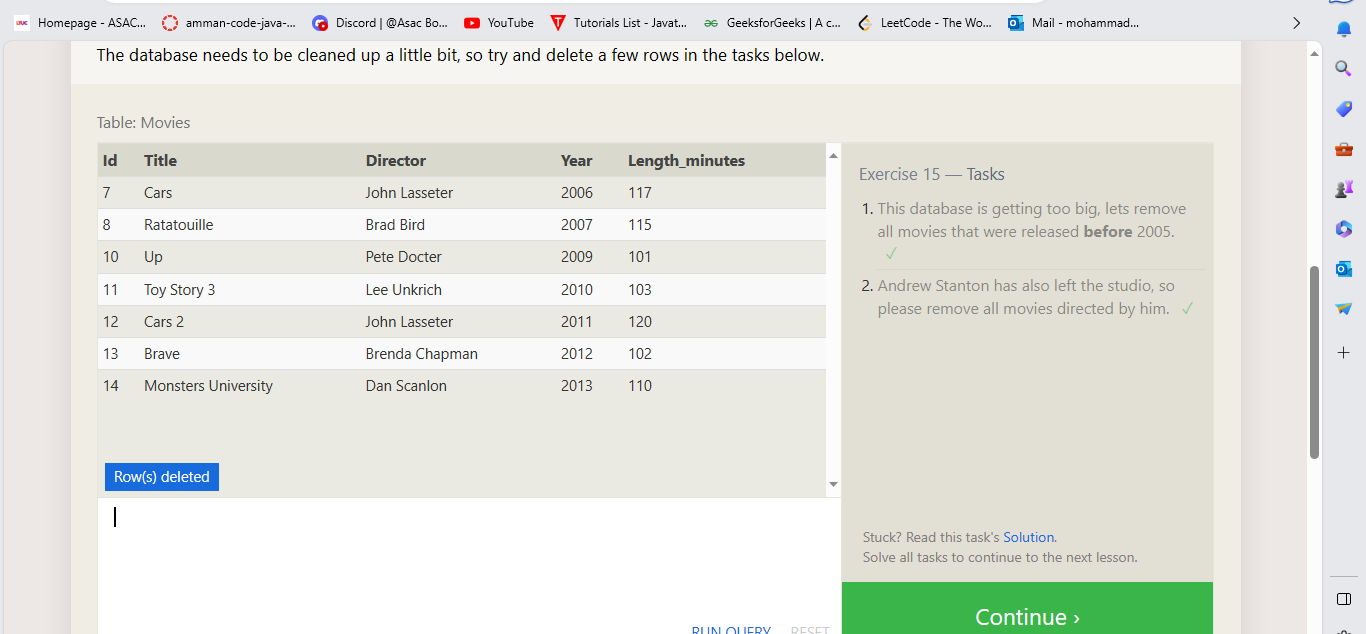 Homepage - ASAC... amman-code-java-... Discord | @Asac Bo... YouTube Tutorials List - Javat... GeeksforGeeks | A c... LeetCode - The Wo... Mail - mohammad...
The database needs to be cleaned up a little bit, so try and delete a few rows in the tasks below.
Table: Movies
Id Title Director Year Length_minutes
7 Cars John Lasseter 2006 117
8 Ratatouille Brad Bird 2007 115
10 Up Pete Docter 2009 101
11 Toy Story 3 Lee Unkrich 2010 103
12 Cars 2 John Lasseter 2011 120
13 Brave Brenda Chapman 2012 102
14 Monsters University Dan Scanlon 2013 110
Row(s) deleted
RUN QUERY RESET
Exercise 15 — Tasks
1. This database is getting too big, lets remove
all movies that were released before 2005.
✓
2. Andrew Stanton has also left the studio, so
please remove all movies directed by him. ✓
Stuck? Read this task's Solution.
Solve all tasks to continue to the next lesson.
Continue ›